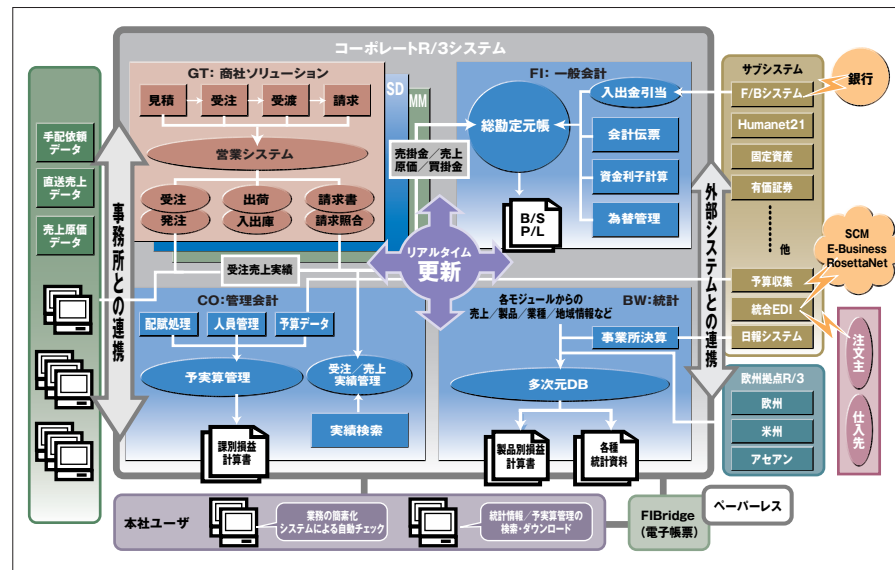 コーポレートR/3システム
GT：商社ソリューション
見積
受注
受渡
請求
SD
MM
営業システム
受注
出荷
請求書
発注
入出庫
請求照合
受注売上実績
売掛金／売上
原価／買掛金
FI：一般会計
総勘定元帳
入出金引当
会計伝票
資金利子計算
為替管理
B/S
P/L
リアルタイム
更新
CO：管理会計
配賦処理
人員管理
予算データ
予実算管理
受注／売上
実績管理
実績検索
課別損益
計算書
BW：統計
各モジュールからの
売上／製品／業種／地域情報など
事業所決算
多次元DB
製品別損益
計算書
各種
統計資料
手配依頼
データ
直送売上
データ
売上原価
データ
事務所との連携
外部システムとの連携
サブシステム
F/Bシステム
Humanet21
固定資産
有価証券
他
予算収集
統合EDI
日報システム
銀行
SCM
E-Business
RosettaNet
注文主
仕入先
欧州拠点R/3
欧州
米州
アセアン
本社ユーザ
業務の簡素化
システムによる自動チェック
統計情報／予実算管理の
検索・ダウンロード
FIBridge
（電子帳票）
ペーパーレス